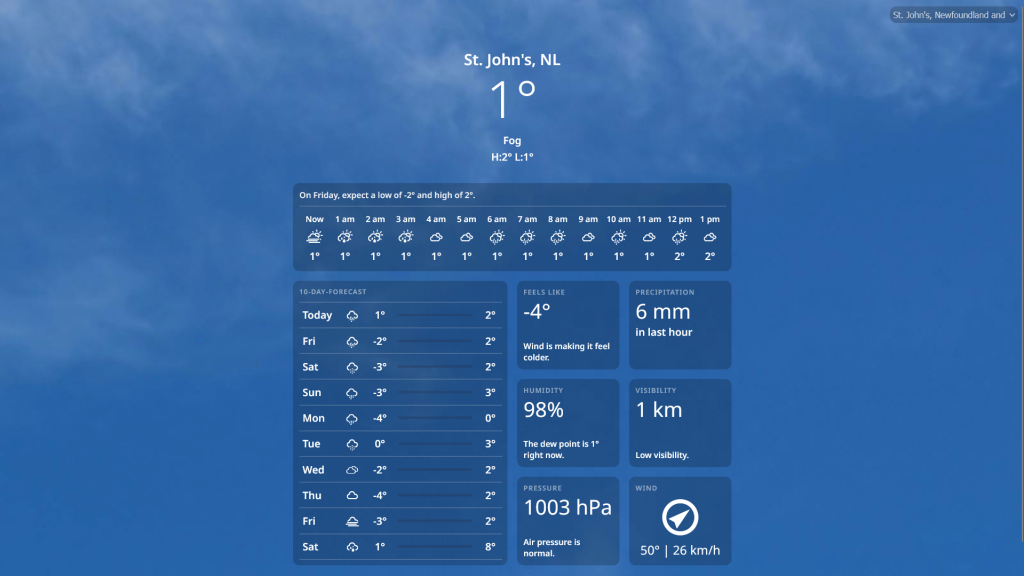 St. John's, Newfoundland and
St. John's, NL
1°
Fog
H:2° L:1°
On Friday, expect a low of -2° and high of 2°.
Now 1 am 2 am 3 am 4 am 5 am 6 am 7 am 8 am 9 am 10 am 11 am 12 pm 1 pm
1° 1° 1° 1° 1° 1° 1° 1° 1° 1° 1° 1° 2° 2°
10-DAY-FORECAST
Today 1° 2°
Fri -2° 2°
Sat -3° 2°
Sun -3° 3°
Mon -4° 0°
Tue 0° 3°
Wed -2° 2°
Thu -4° 2°
Fri -3° 2°
Sat 1° 8°
FEELS LIKE
-4°
Wind is making it feel
colder.
PRECIPITATION
6 mm
in last hour
HUMIDITY
98%
The dew point is 1°
right now.
VISIBILITY
1 km
Low visibility.
PRESSURE
1003 hPa
Air pressure is
normal.
WIND
50° | 26 km/h